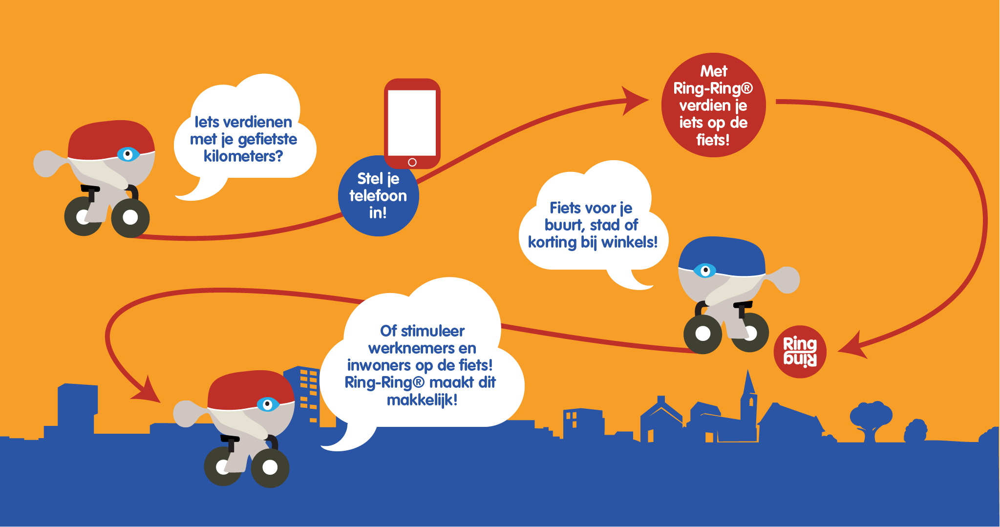 Iets verdienen
met je gefietste
kilometers?
Stel je
telefoon
in!
Met
Ring-Ring®
verdien je
iets op de
fiets!
Fiets voor je
buurt, stad of
korting bij winkels!
Ring
Ring
Of stimuleer
werknemers en
inwoners op de fiets!
Ring-Ring® maakt dit
makkelijk!